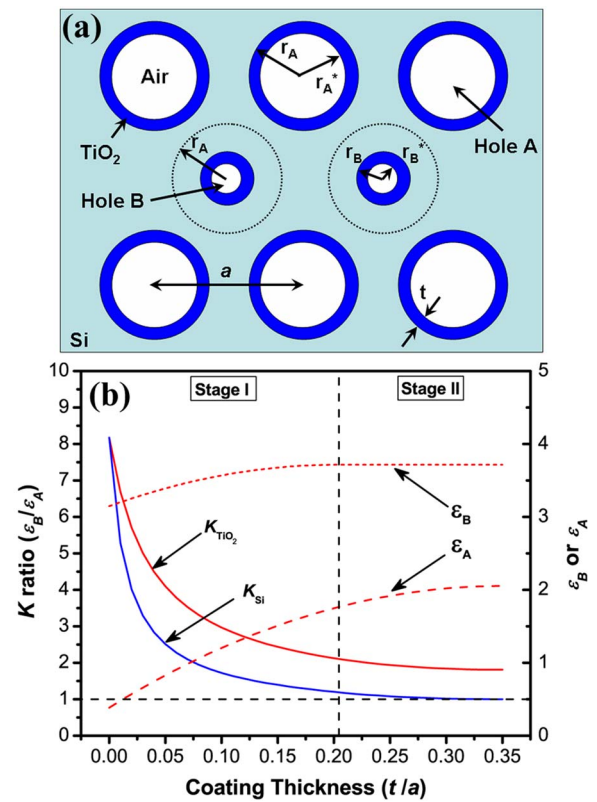 (a)
r_A
r_A*
Air
TiO₂
Hole A
r_A
r_B
r_B*
Hole B
a
t
Si
(b)
Stage I
Stage II
K ratio (ε_B/ε_A)
10
9
8
7
6
5
4
3
2
1
0
K_TiO₂
K_Si
ε_B
ε_A
5
4
3
2
1
0
ε_B or ε_A
0.00 0.05 0.10 0.15 0.20 0.25 0.30 0.35
Coating Thickness (t/a)